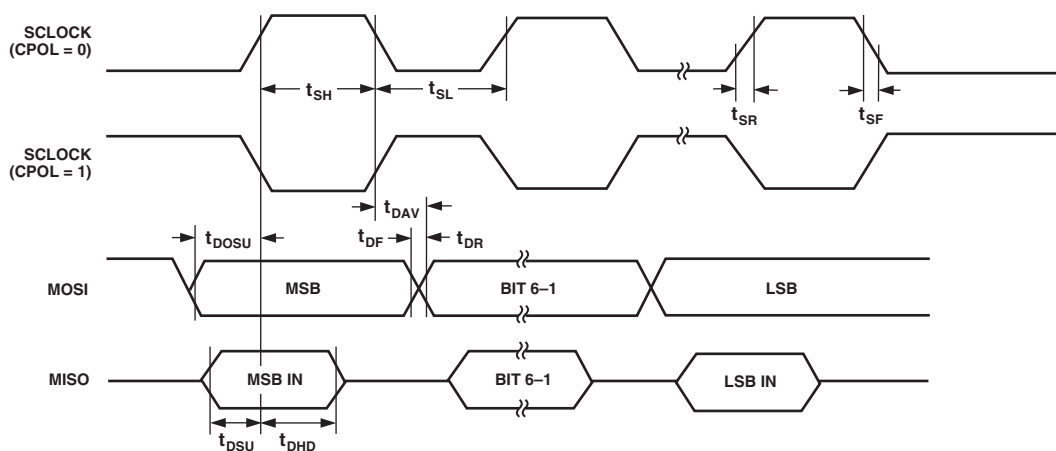 SCLOCK
(CPOL = 0)
tSH
tSL
tSR
tSF
SCLOCK
(CPOL = 1)
tDAV
tDOSU
tDF
tDR
MOSI
MSB
BIT 6–1
LSB
MISO
MSB IN
BIT 6–1
LSB IN
tDSU
tDHD